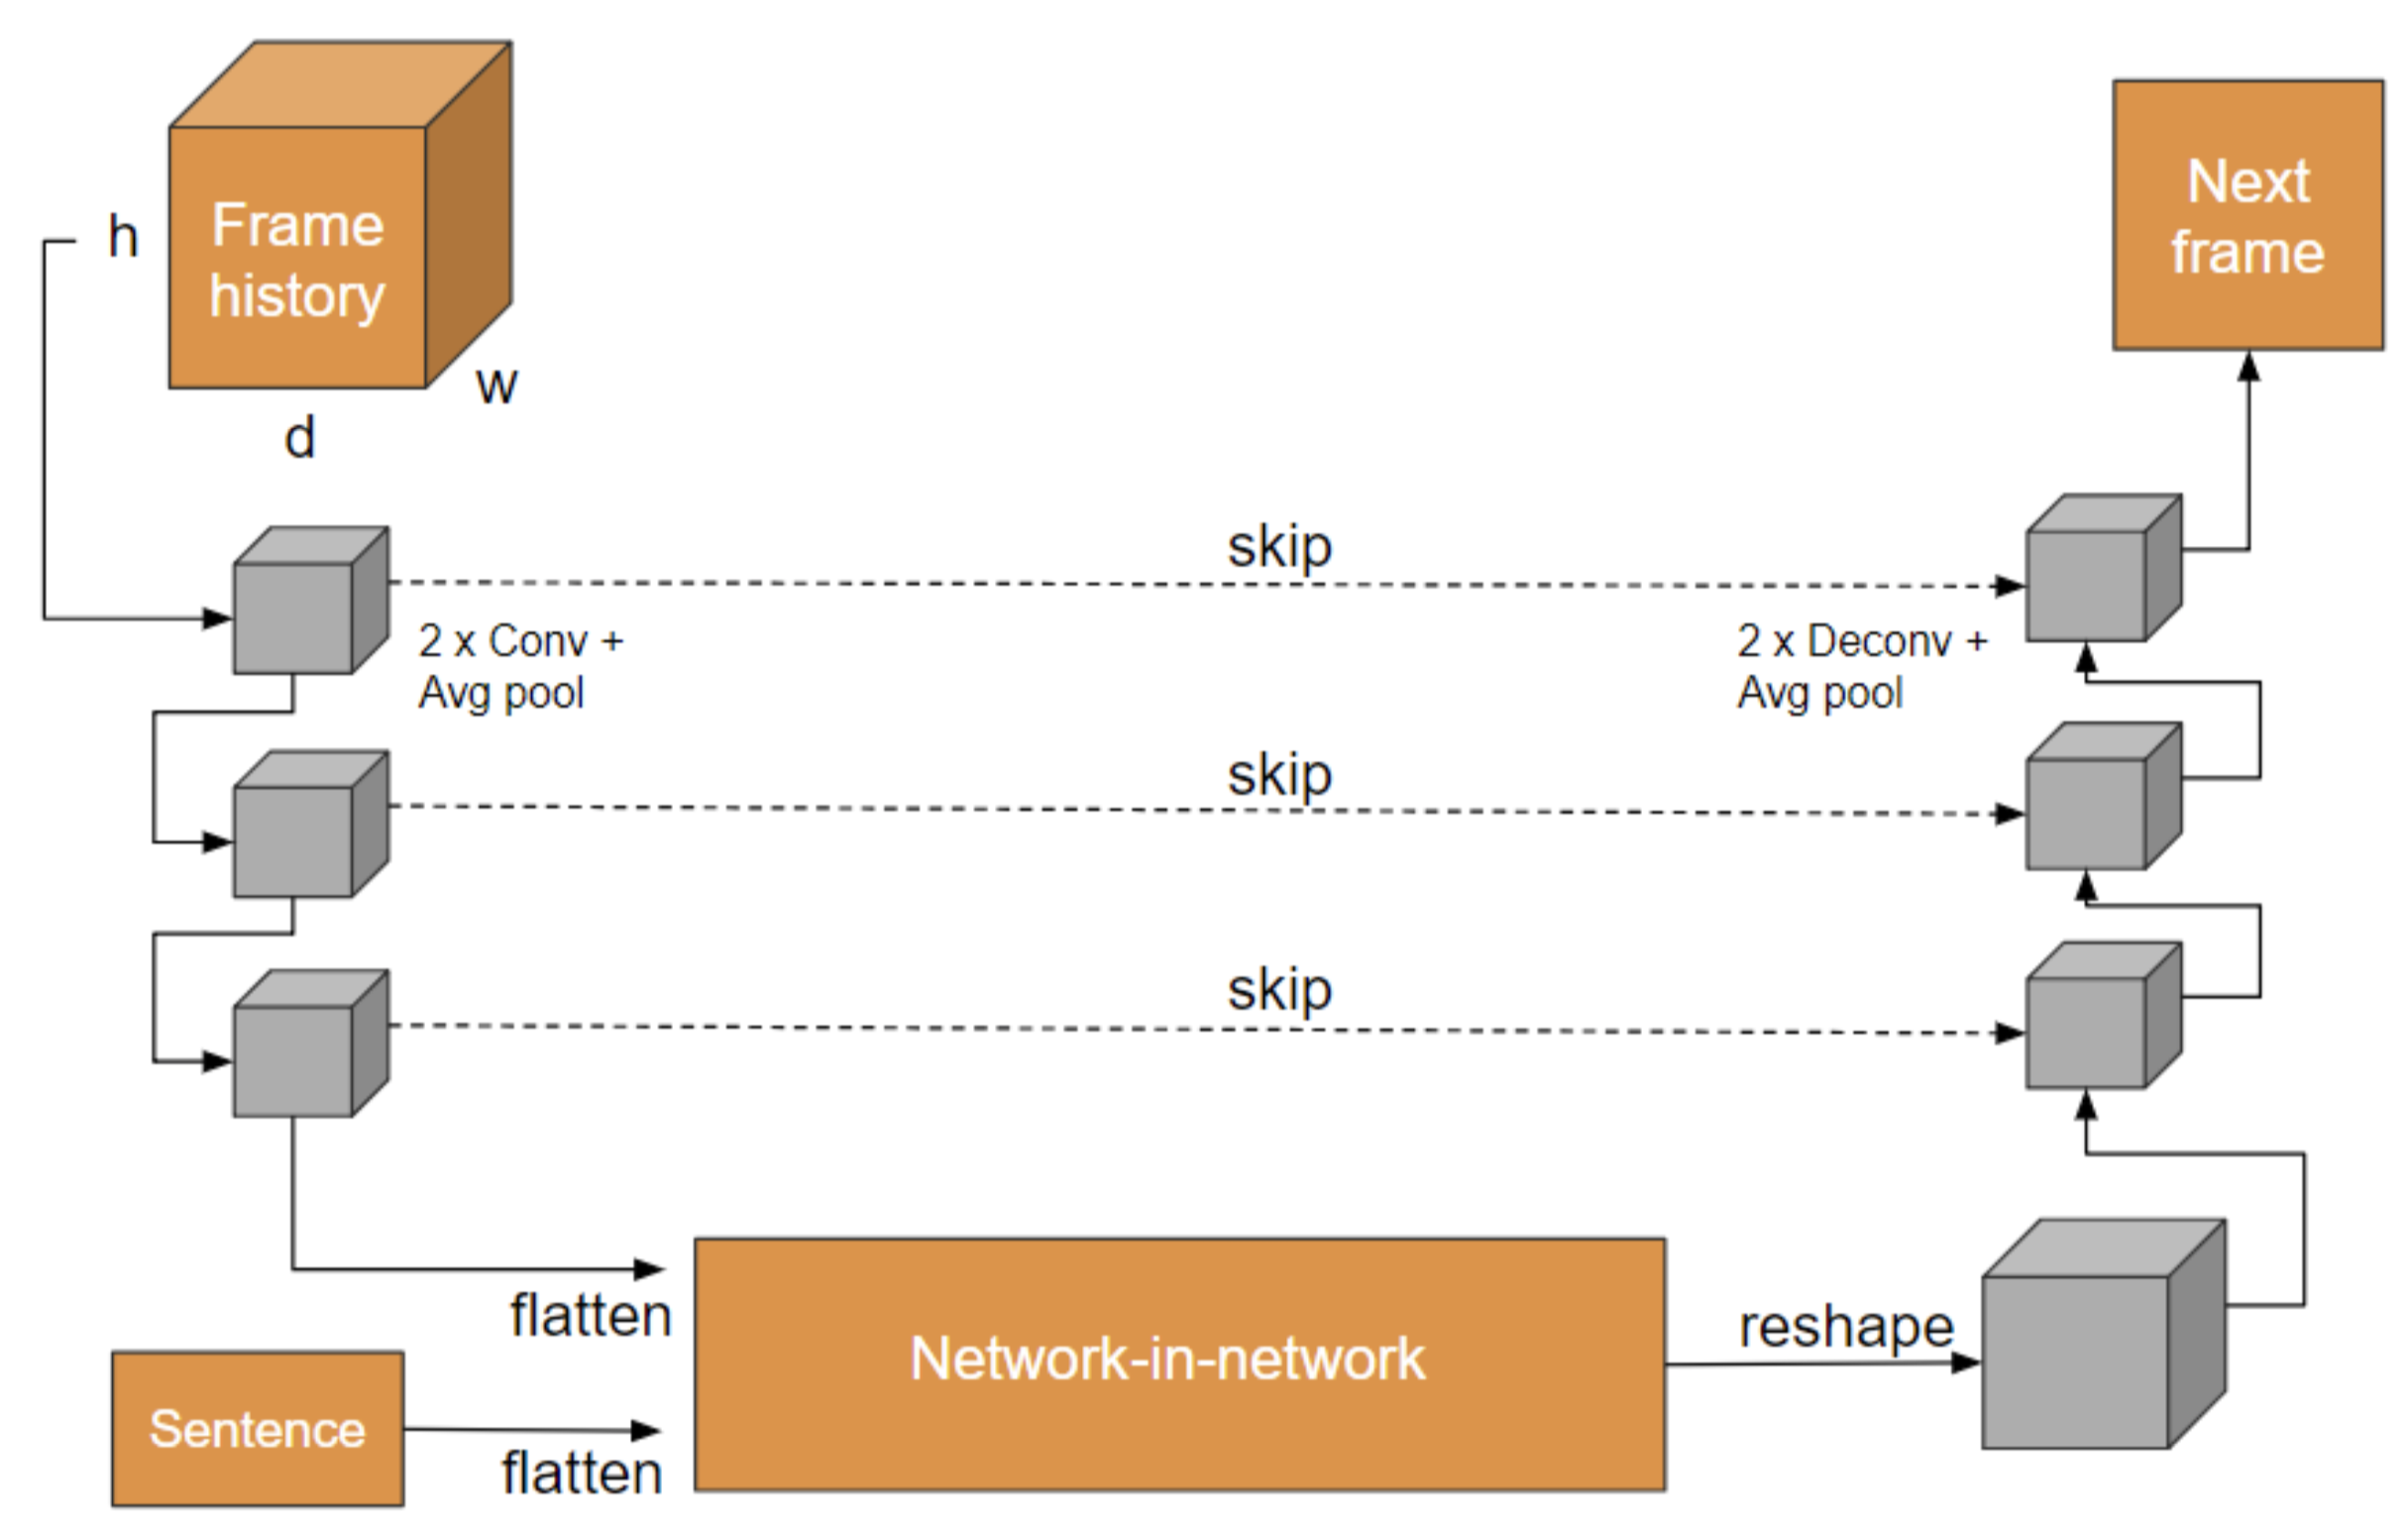 Frame
history
h
w
d
Next
frame
skip
2 x Conv +
Avg pool
2 x Deconv +
Avg pool
skip
skip
flatten
Sentence
flatten
Network-in-network
reshape